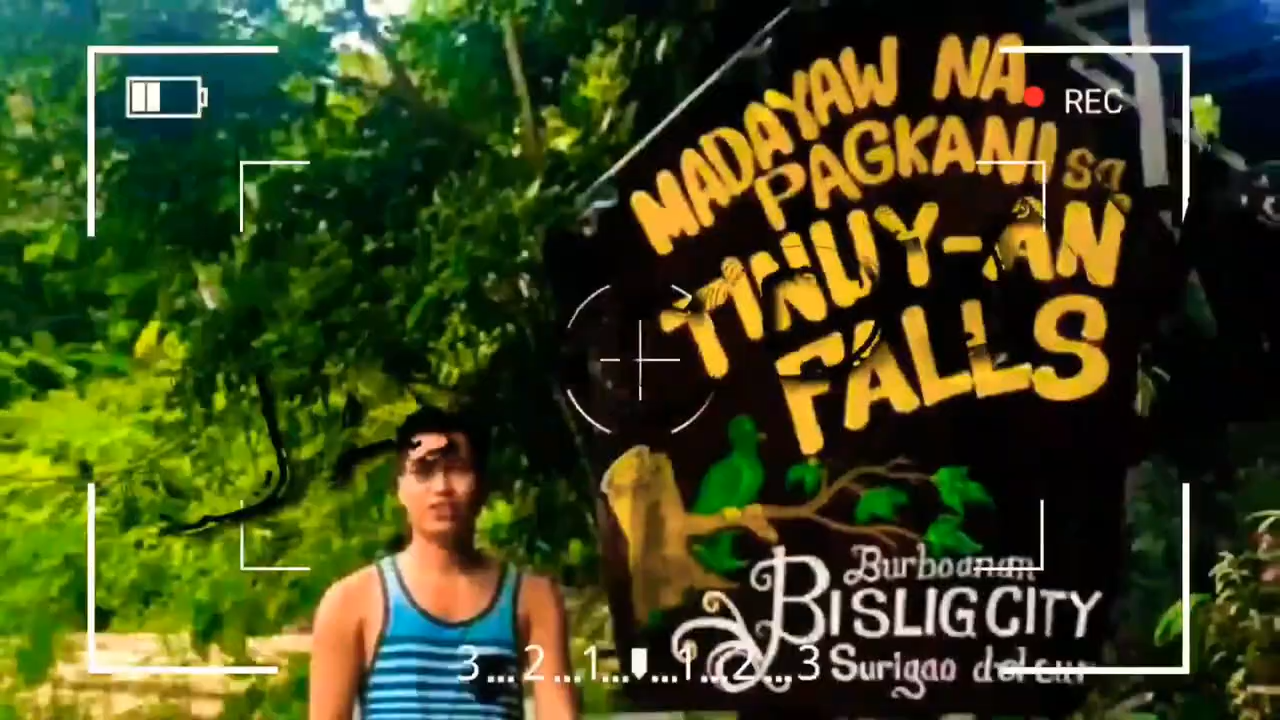 REC
MADAYAW NA
PAGKANI sa
TINUY-AN
FALLS
Burboanan
BISLIG CITY
Surigao del sur
3...2...1...1...2...3